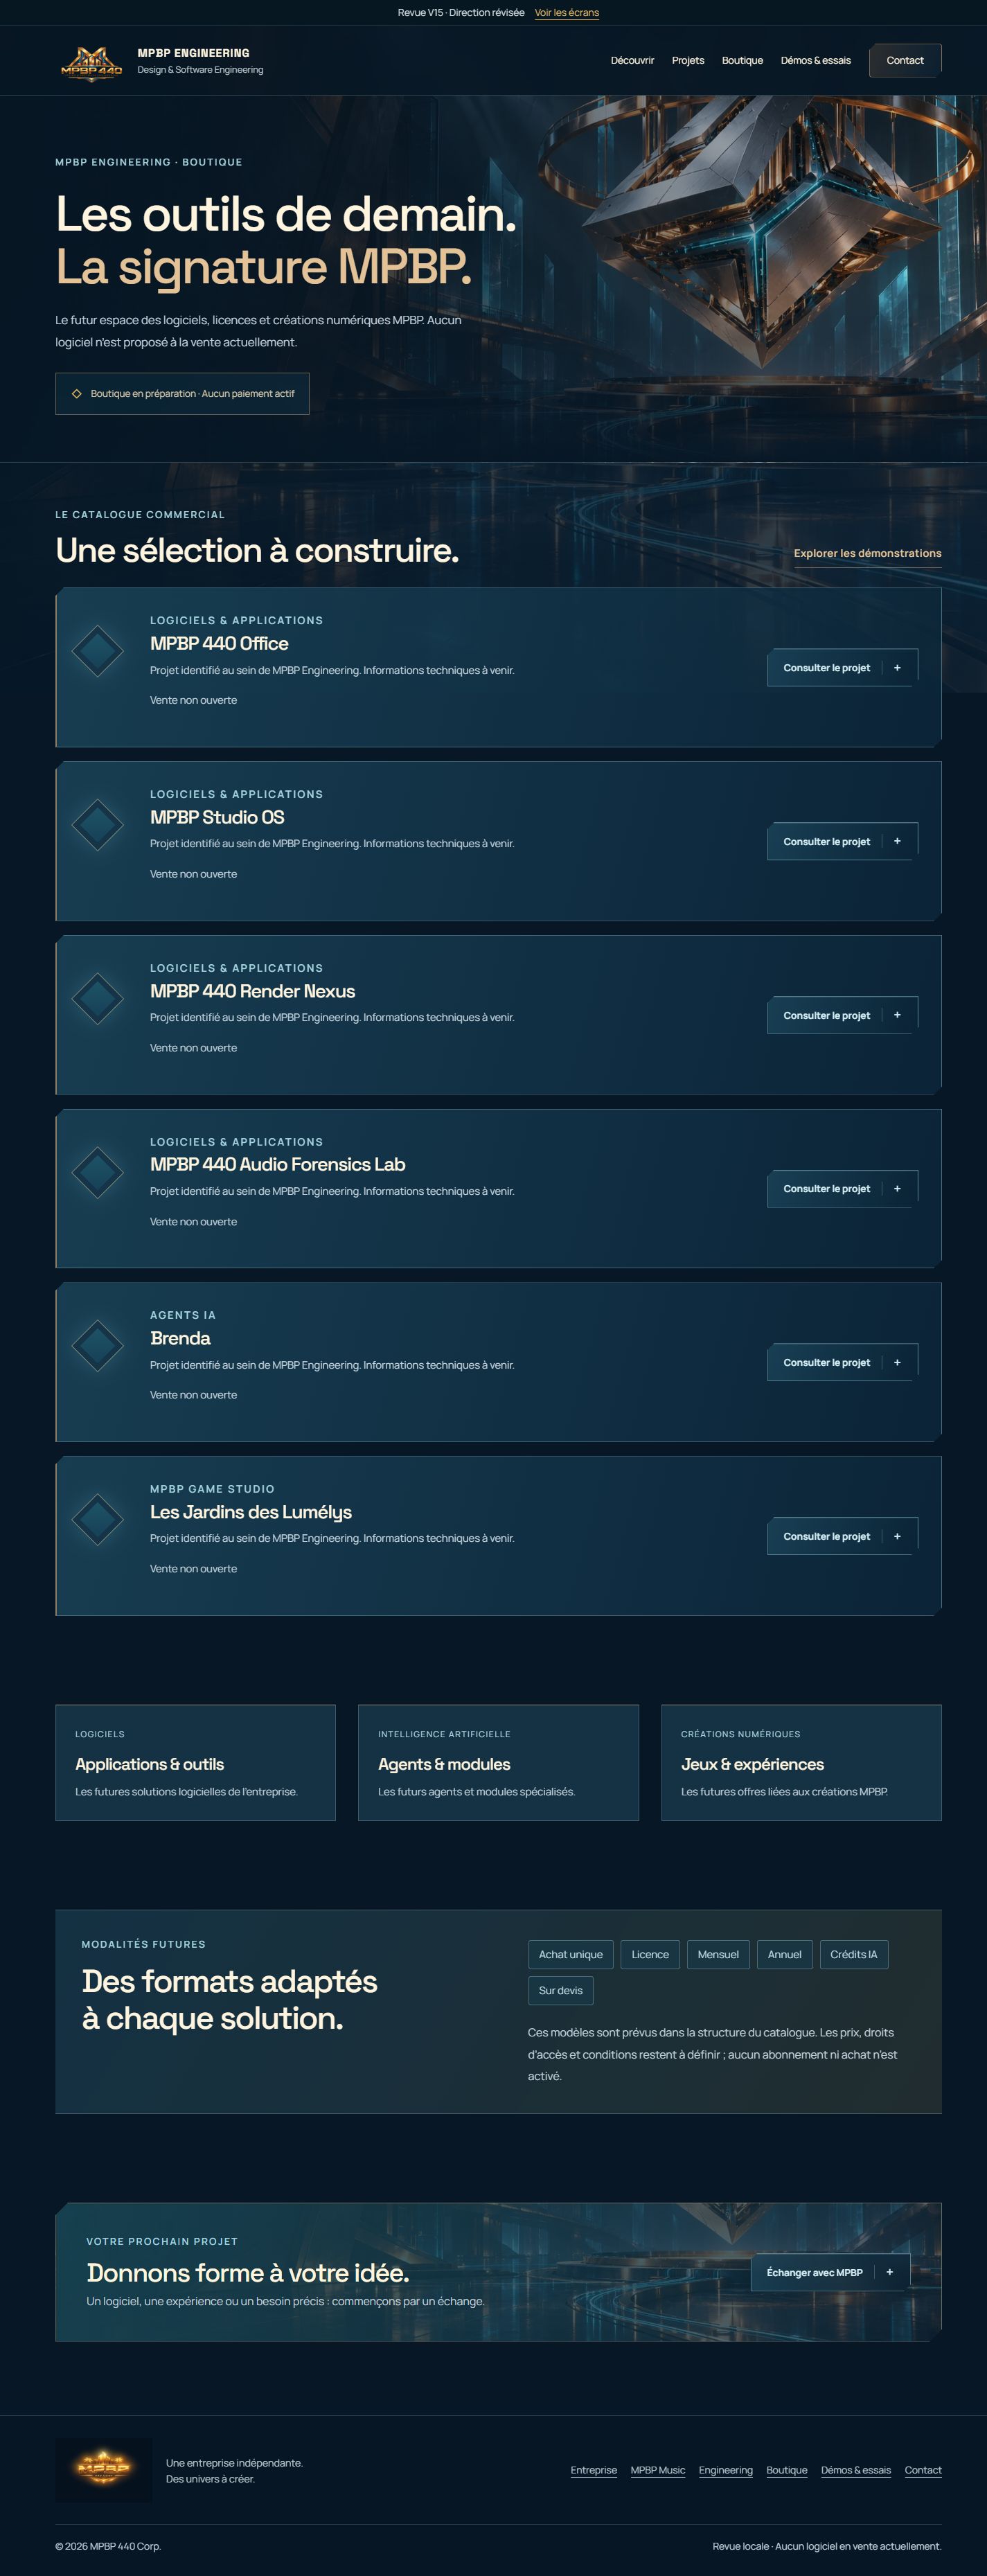 Revue V15 · Direction révisée Voir les écrans
MPBP 440
MPBP ENGINEERING
Design & Software Engineering
Découvrir Projets Boutique Démos & essais Contact
MPBP ENGINEERING · BOUTIQUE
Les outils de demain.
La signature MPBP.
Le futur espace des logiciels, licences et créations numériques MPBP. Aucun
logiciel n'est proposé à la vente actuellement.
Boutique en préparation · Aucun paiement actif
LE CATALOGUE COMMERCIAL
Une sélection à construire.
Explorer les démonstrations
LOGICIELS & APPLICATIONS
MPBP 440 Office
Projet identifié au sein de MPBP Engineering. Informations techniques à venir.
Vente non ouverte
Consulter le projet +
LOGICIELS & APPLICATIONS
MPBP Studio OS
Projet identifié au sein de MPBP Engineering. Informations techniques à venir.
Vente non ouverte
Consulter le projet +
LOGICIELS & APPLICATIONS
MPBP 440 Render Nexus
Projet identifié au sein de MPBP Engineering. Informations techniques à venir.
Vente non ouverte
Consulter le projet +
LOGICIELS & APPLICATIONS
MPBP 440 Audio Forensics Lab
Projet identifié au sein de MPBP Engineering. Informations techniques à venir.
Vente non ouverte
Consulter le projet +
AGENTS IA
Brenda
Projet identifié au sein de MPBP Engineering. Informations techniques à venir.
Vente non ouverte
Consulter le projet +
MPBP GAME STUDIO
Les Jardins des Lumélys
Projet identifié au sein de MPBP Engineering. Informations techniques à venir.
Vente non ouverte
Consulter le projet +
LOGICIELS
Applications & outils
Les futures solutions logicielles de l'entreprise.
INTELLIGENCE ARTIFICIELLE
Agents & modules
Les futurs agents et modules spécialisés.
CRÉATIONS NUMÉRIQUES
Jeux & expériences
Les futures offres liées aux créations MPBP.
MODALITÉS FUTURES
Des formats adaptés
à chaque solution.
Achat unique Licence Mensuel Annuel Crédits IA
Sur devis
Ces modèles sont prévus dans la structure du catalogue. Les prix, droits
d'accès et conditions restent à définir ; aucun abonnement ni achat n'est
activé.
VOTRE PROCHAIN PROJET
Donnons forme à votre idée.
Un logiciel, une expérience ou un besoin précis : commençons par un échange.
Échanger avec MPBP +
MPBP
Une entreprise indépendante.
Des univers à créer.
Entreprise MPBP Music Engineering Boutique Démos & essais Contact
© 2026 MPBP 440 Corp.
Revue locale · Aucun logiciel en vente actuellement.